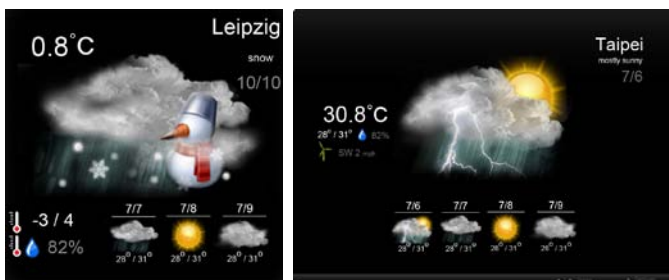 Leipzig
0.8°C
snow
10/10
-3 / 4
82%
7/7 7/8 7/9
28°/31° 28°/31° 28°/31°
Taipei
mostly sunny
7/6
30.8°C
28°/31° 82%
SW 2 mph
7/6 7/7 7/8 7/9
28°/31° 28°/31° 28°/31° 28°/31°